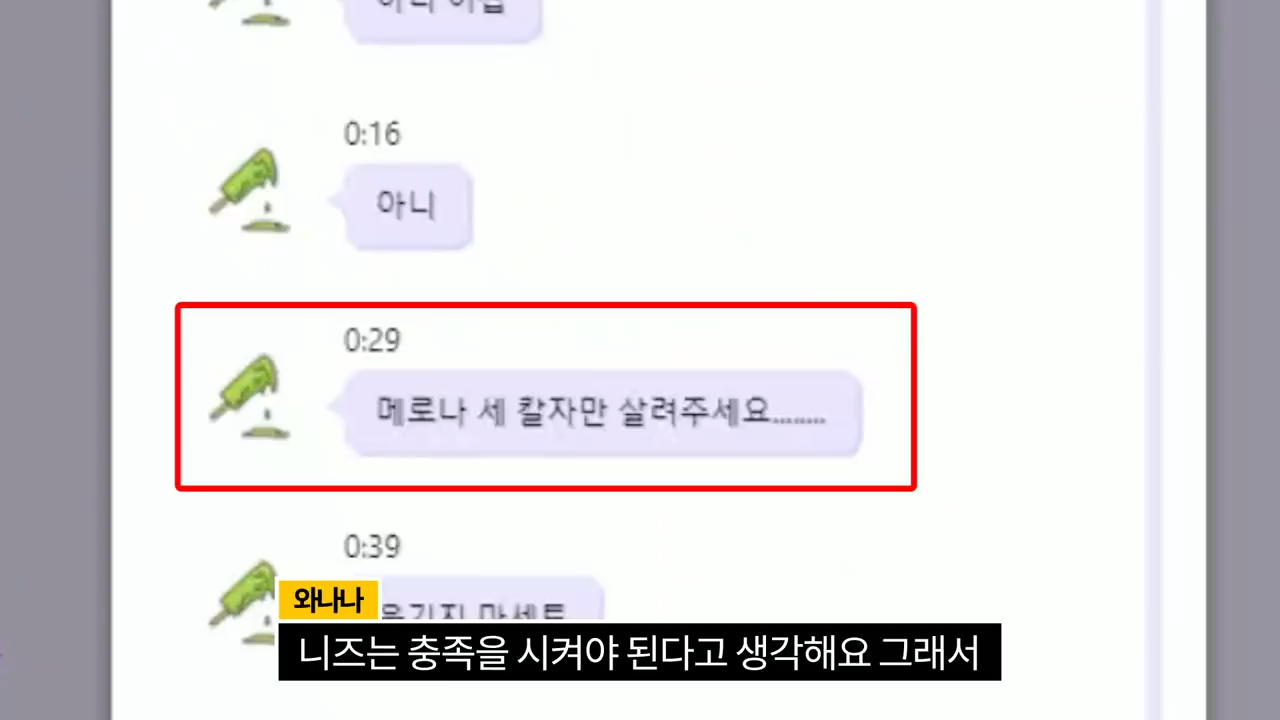 0:16
아니
0:29
메로나 세 칼자만 살려주세요........
0:39
와나나
니즈는 충족을 시켜야 된다고 생각해요 그래서